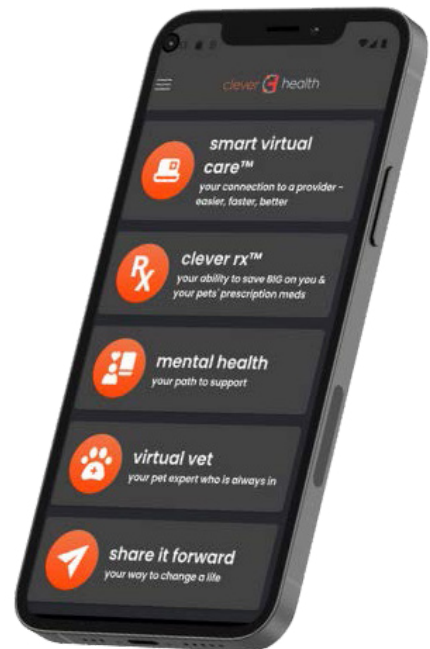 clever health
smart virtual
care™
your connection to a provider -
easier, faster, better
Rx
clever rx™
your ability to save BIG on you &
your pets' prescription meds
mental health
your path to support
virtual vet
your pet expert who is always in
share it forward
your way to change a life